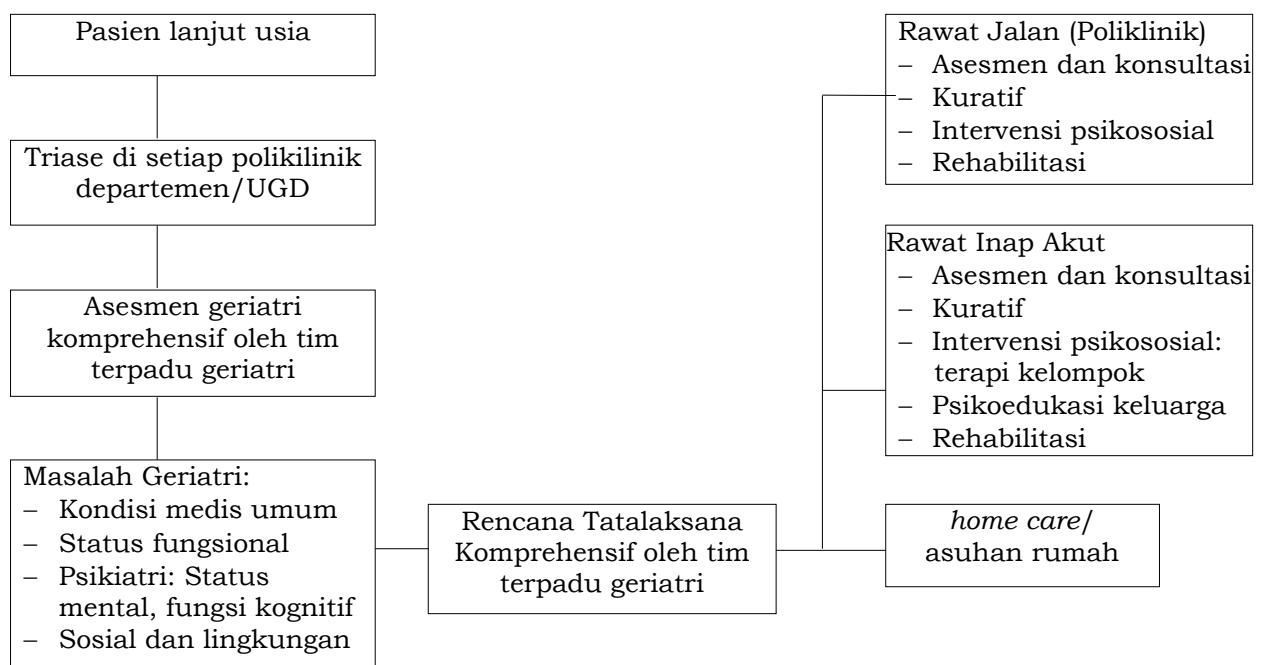 Pasien lanjut usia
Triase di setiap polikilinik
departemen/UGD
Asesmen geriatri
komprehensif oleh tim
terpadu geriatri
Masalah Geriatri:
− Kondisi medis umum
− Status fungsional
− Psikiatri: Status
mental, fungsi kognitif
− Sosial dan lingkungan
Rencana Tatalaksana
Komprehensif oleh tim
terpadu geriatri
Rawat Jalan (Poliklinik)
− Asesmen dan konsultasi
− Kuratif
− Intervensi psikososial
− Rehabilitasi
Rawat Inap Akut
− Asesmen dan konsultasi
− Kuratif
− Intervensi psikososial:
terapi kelompok
− Psikoedukasi keluarga
− Rehabilitasi
home care/
asuhan rumah